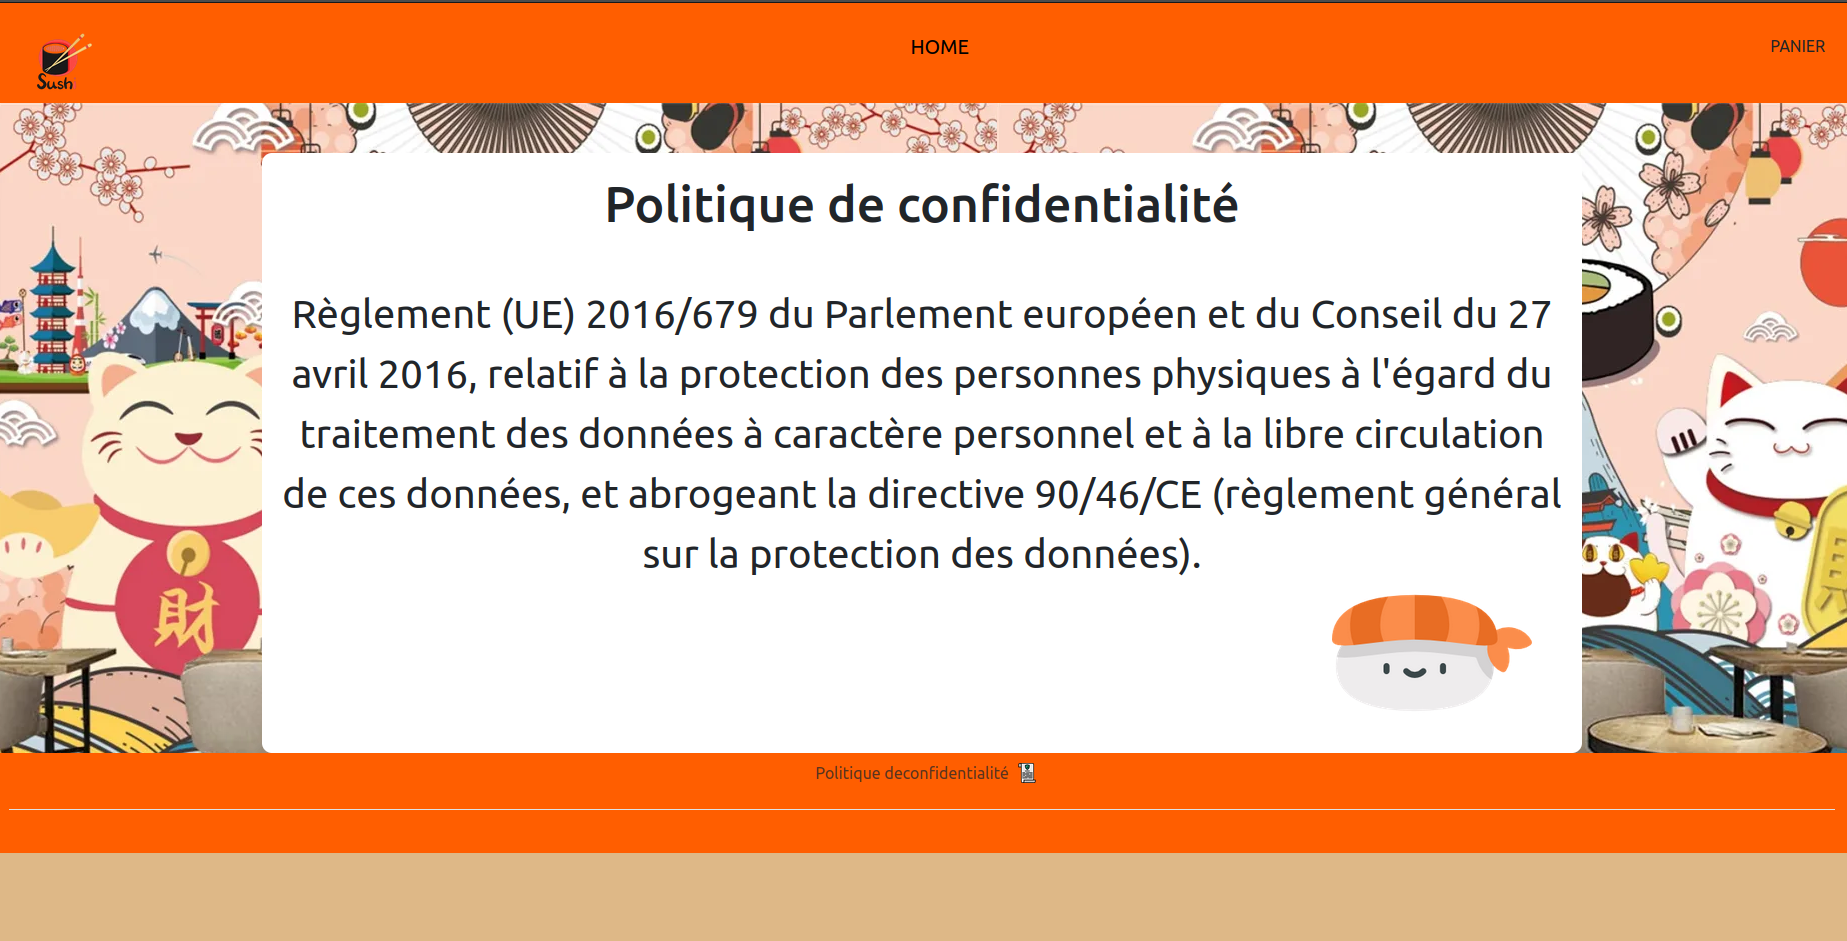 Sush
HOME
PANIER
Politique de confidentialité
Règlement (UE) 2016/679 du Parlement européen et du Conseil du 27
avril 2016, relatif à la protection des personnes physiques à l'égard du
traitement des données à caractère personnel et à la libre circulation
de ces données, et abrogeant la directive 90/46/CE (règlement général
sur la protection des données).
財
Politique deconfidentialité